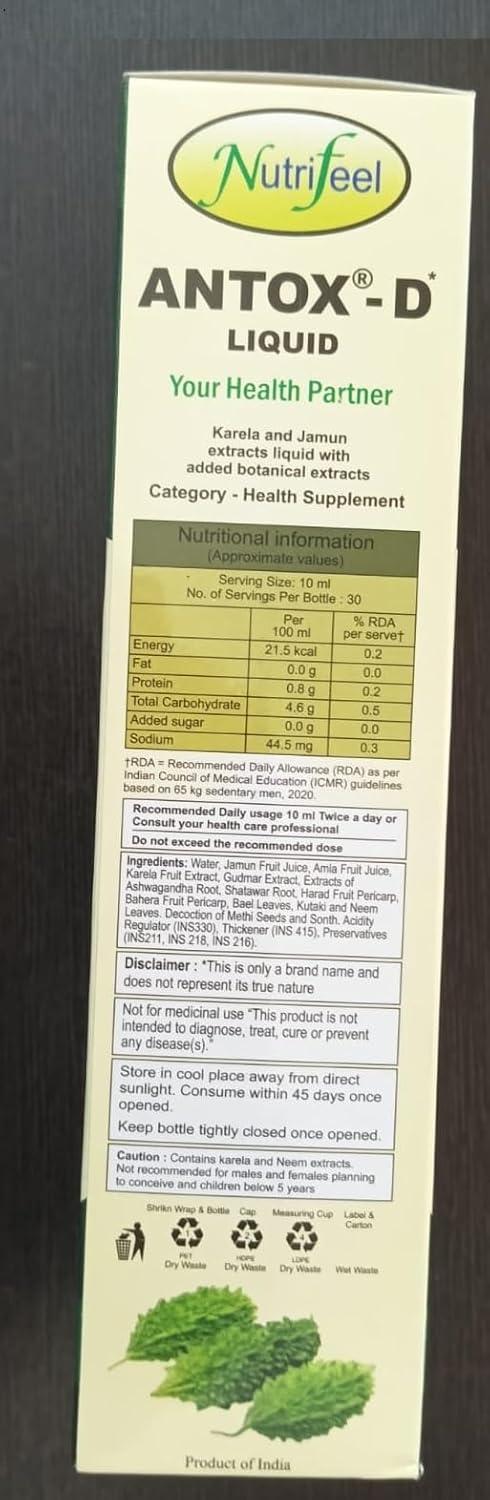 Nutrifeel
ANTOX®-D*
LIQUID
Your Health Partner
Karela and Jamun
extracts liquid with
added botanical extracts
Category - Health Supplement
Nutritional information
(Approximate values)
Serving Size: 10 ml
No. of Servings Per Bottle : 30
Per 100 ml % RDA per serve†
Energy 21.5 kcal 0.2
Fat 0.0 g 0.0
Protein 0.8 g 0.2
Total Carbohydrate 4.6 g 0.5
Added sugar 0.0 g 0.0
Sodium 44.5 mg 0.3
†RDA = Recommended Daily Allowance (RDA) as per
Indian Council of Medical Education (ICMR) guidelines
based on 65 kg sedentary men, 2020.
Recommended Daily usage 10 ml Twice a day or
Consult your health care professional
Do not exceed the recommended dose
Ingredients: Water, Jamun Fruit Juice, Amla Fruit Juice,
Karela Fruit Extract, Gudmar Extract, Extracts of
Ashwagandha Root, Shatawar Root, Harad Fruit Pericarp,
Bahera Fruit Pericarp, Bael Leaves, Kutaki and Neem
Leaves. Decoction of Methi Seeds and Sonth. Acidity
Regulator (INS330), Thickener (INS 415), Preservatives
(INS211, INS 218, INS 216).
Disclaimer : *This is only a brand name and
does not represent its true nature
Not for medicinal use "This product is not
intended to diagnose, treat, cure or prevent
any disease(s)."
Store in cool place away from direct
sunlight. Consume within 45 days once
opened.
Keep bottle tightly closed once opened.
Caution : Contains karela and Neem extracts.
Not recommended for males and females planning
to conceive and children below 5 years
Shrikn Wrap & Bottle Cap Measuring Cup Label & Carton
1 2 4
PET HDPE LDPE
Dry Waste Dry Waste Dry Waste Wet Waste
Product of India